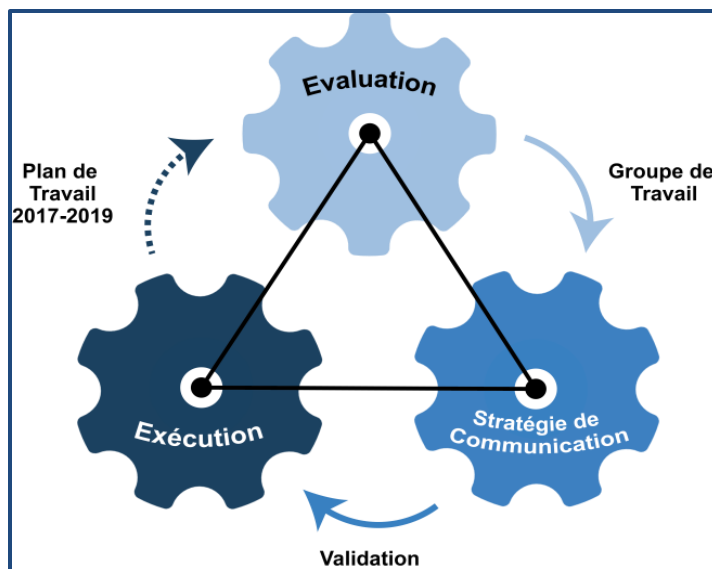 Evaluation
Plan de
Travail
2017-2019
Groupe de
Travail
Exécution
Stratégie de
Communication
Validation